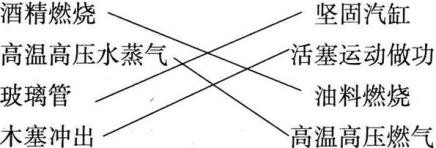 酒精燃烧 坚固汽缸
高温高压水蒸气 活塞运动做功
玻璃管 油料燃烧
木塞冲出 高温高压燃气